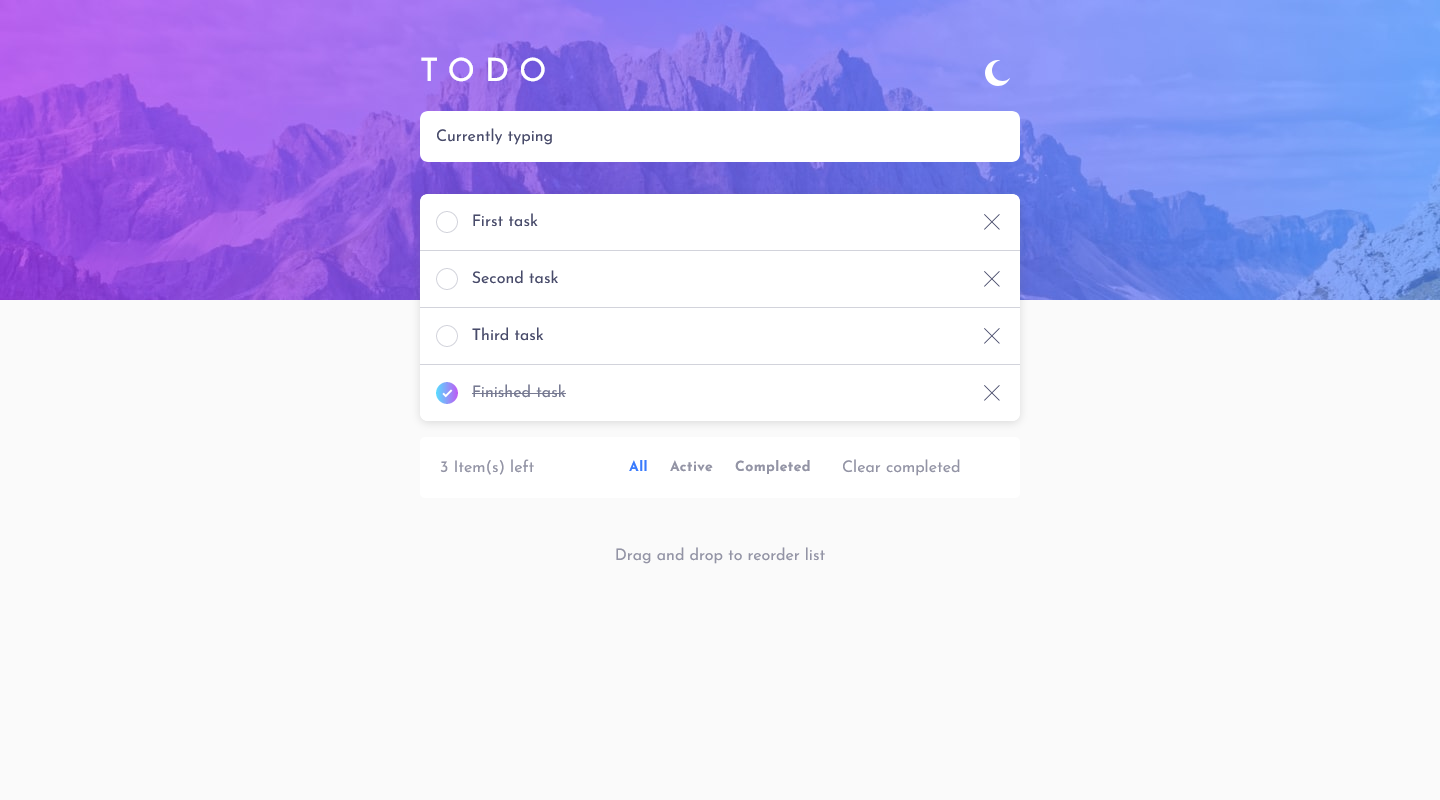 TODO
Currently typing
First task
Second task
Third task
Finished task
3 Item(s) left All Active Completed Clear completed
Drag and drop to reorder list